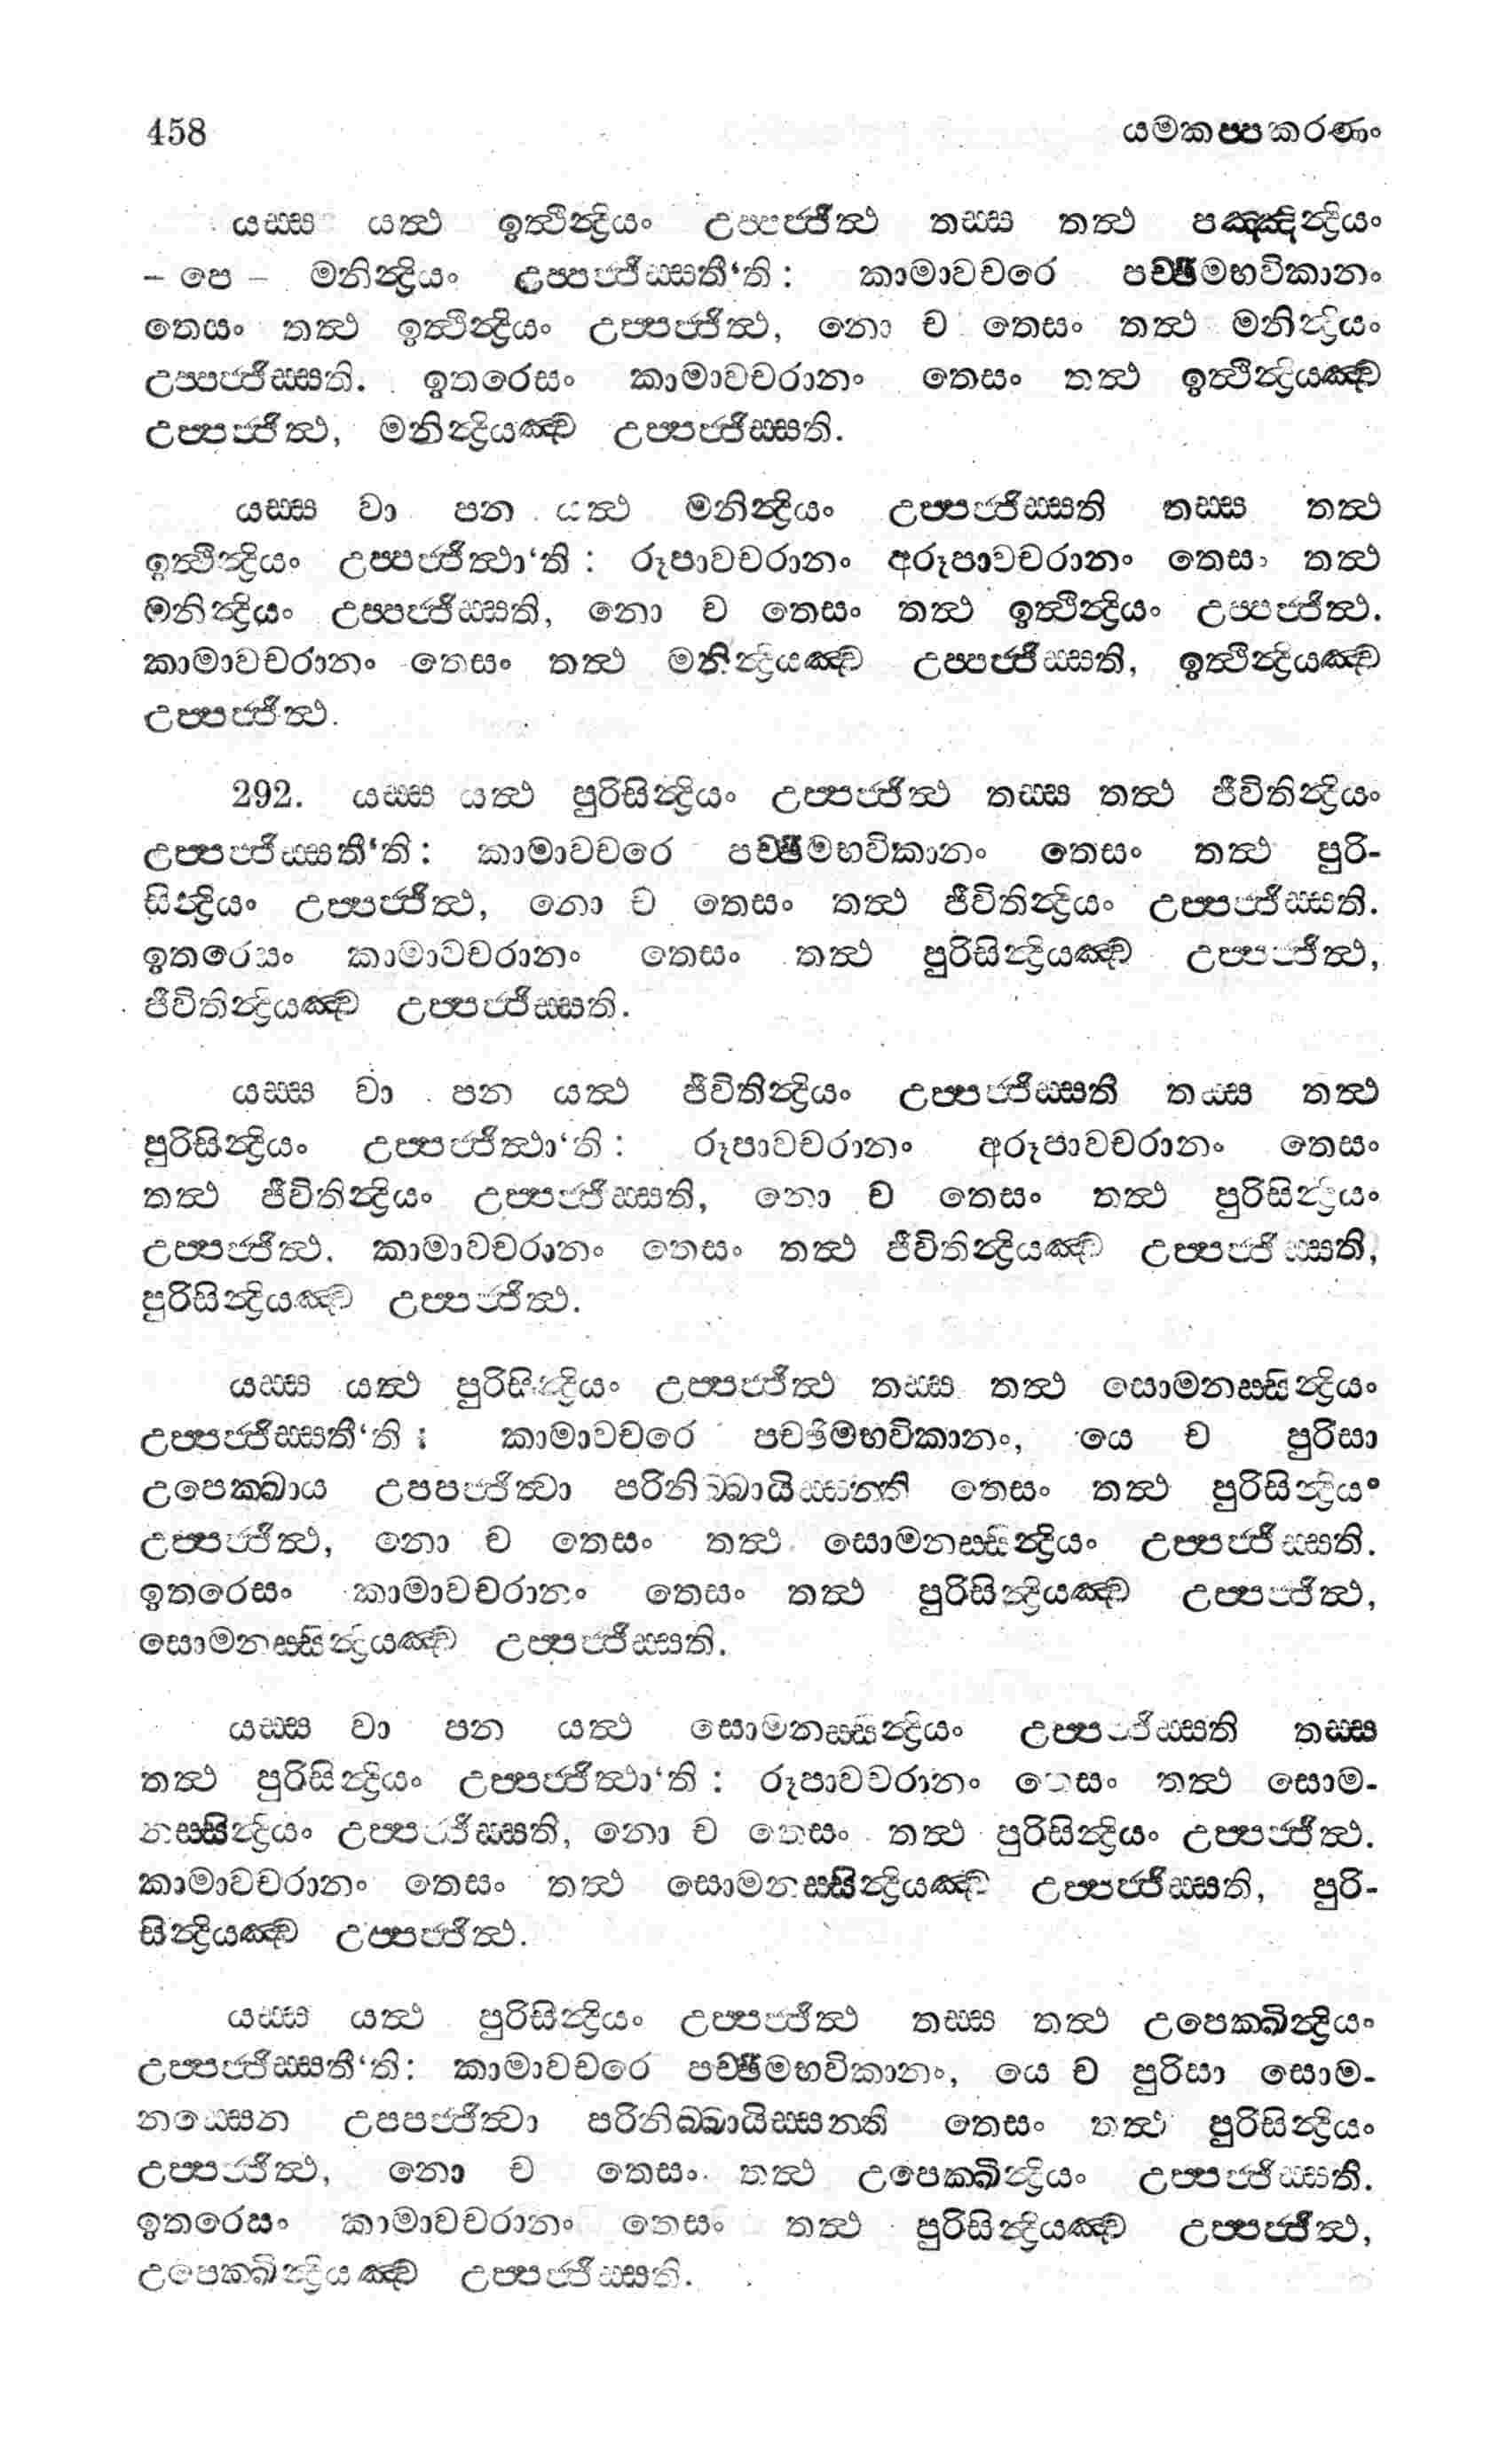 458 යමකප්පකරණං
යස්ස යත්ථ ඉත්ථින්ද්‍රියං උප්පජ්ජිත්ථ තස්ස තත්ථ පඤ්ඤින්ද්‍රියං
– පෙ – මනින්ද්‍රියං උප්පජ්ජිස්සතී‘ති : කාමාවචරෙ පච්ඡිමභවිකානං
තෙසං තත්ථ ඉත්ථින්ද්‍රියං උප්පජ්ජිත්ථ, නො ච තෙසං තත්ථ මනින්ද්‍රියං
උප්පජ්ජිස්සති. ඉතරෙසං කාමාවචරානං තෙසං තත්ථ ඉත්ථින්ද්‍රියඤ්ච
උප්පජ්ජිත්ථ, මනින්ද්‍රියඤ්ච උප්පජ්ජිස්සති.
යස්ස වා පන යත්ථ මනින්ද්‍රියං උප්පජ්ජිස්සති තස්ස තත්ථ
ඉත්ථින්ද්‍රියං උප්පජ්ජිත්ථා‘ති : රූපාවචරානං අරූපාවචරානං තෙසං තත්ථ
මනින්ද්‍රියං උප්පජ්ජිස්සති, නො ච තෙසං තත්ථ ඉත්ථින්ද්‍රියං උප්පජ්ජිත්ථ.
කාමාවචරානං තෙසං තත්ථ මනින්ද්‍රියඤ්ච උප්පජ්ජිස්සති, ඉත්ථින්ද්‍රියඤ්ච
උප්පජ්ජිත්ථ.
292. යස්ස යත්ථ පුරිසින්ද්‍රියං උප්පජ්ජිත්ථ තස්ස තත්ථ ජීවිතින්ද්‍රියං
උප්පජ්ජිස්සතී‘ති : කාමාවචරෙ පච්ඡිමභවිකානං තෙසං තත්ථ පුරි-
සින්ද්‍රියං උප්පජ්ජිත්ථ, නො ච තෙසං තත්ථ ජීවිතින්ද්‍රියං උප්පජ්ජිස්සති.
ඉතරෙසං කාමාවචරානං තෙසං තත්ථ පුරිසින්ද්‍රියඤ්ච උප්පජ්ජිත්ථ,
ජීවිතින්ද්‍රියඤ්ච උප්පජ්ජිස්සති.
යස්ස වා පන යත්ථ ජීවිතින්ද්‍රියං උප්පජ්ජිස්සති තස්ස තත්ථ
පුරිසින්ද්‍රියං උප්පජ්ජිත්ථා‘ති : රූපාවචරානං අරූපාවචරානං තෙසං
තත්ථ ජීවිතින්ද්‍රියං උප්පජ්ජිස්සති, නො ච තෙසං තත්ථ පුරිසින්ද්‍රියං
උප්පජ්ජිත්ථ. කාමාවචරානං තෙසං තත්ථ ජීවිතින්ද්‍රියඤ්ච උප්පජ්ජිස්සති,
පුරිසින්ද්‍රියඤ්ච උප්පජ්ජිත්ථ.
යස්ස යත්ථ පුරිසින්ද්‍රියං උප්පජ්ජිත්ථ තස්ස තත්ථ සොමනස්සින්ද්‍රියං
උප්පජ්ජිස්සතී‘ති : කාමාවචරෙ පච්ඡිමභවිකානං, යෙ ච පුරිසා
උපෙක්ඛාය උපපජ්ජිත්වා පරිනිබ්බායිස්සන්ති තෙසං තත්ථ පුරිසින්ද්‍රියං
උප්පජ්ජිත්ථ, නො ච තෙසං තත්ථ සොමනස්සින්ද්‍රියං උප්පජ්ජිස්සති.
ඉතරෙසං කාමාවචරානං තෙසං තත්ථ පුරිසින්ද්‍රියඤ්ච උප්පජ්ජිත්ථ,
සොමනස්සින්ද්‍රියඤ්ච උප්පජ්ජිස්සති.
යස්ස වා පන යත්ථ සොමනස්සින්ද්‍රියං උප්පජ්ජිස්සති තස්ස
තත්ථ පුරිසින්ද්‍රියං උප්පජ්ජිත්ථා‘ති : රූපාවචරානං තෙසං තත්ථ සොම-
නස්සින්ද්‍රියං උප්පජ්ජිස්සති, නො ච තෙසං තත්ථ පුරිසින්ද්‍රියං උප්පජ්ජිත්ථ.
කාමාවචරානං තෙසං තත්ථ සොමනස්සින්ද්‍රියඤ්ච උප්පජ්ජිස්සති, පුරි-
සින්ද්‍රියඤ්ච උප්පජ්ජිත්ථ.
යස්ස යත්ථ පුරිසින්ද්‍රියං උප්පජ්ජිත්ථ තස්ස තත්ථ උපෙක්ඛින්ද්‍රියං
උප්පජ්ජිස්සතී‘ති : කාමාවචරෙ පච්ඡිමභවිකානං, යෙ ච පුරිසා සොම-
නස්සෙන උපපජ්ජිත්වා පරිනිබ්බායිස්සන්ති තෙසං තත්ථ පුරිසින්ද්‍රියං
උප්පජ්ජිත්ථ, නො ච තෙසං තත්ථ උපෙක්ඛින්ද්‍රියං උප්පජ්ජිස්සති.
ඉතරෙසං කාමාවචරානං තෙසං තත්ථ පුරිසින්ද්‍රියඤ්ච උප්පජ්ජිත්ථ,
උපෙක්ඛින්ද්‍රියඤ්ච උප්පජ්ජිස්සති.